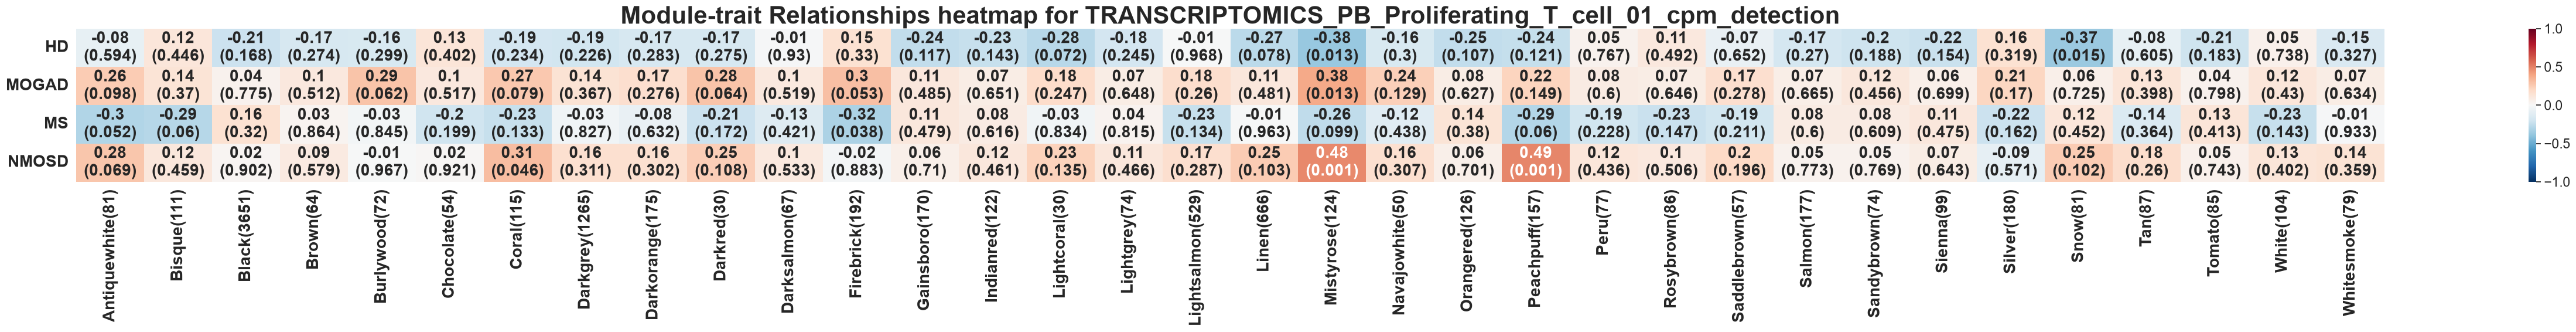 Module-trait Relationships heatmap for TRANSCRIPTOMICS_PB_Proliferating_T_cell_01_cpm_detection
HD
-0.08 0.12 -0.21 -0.17 -0.16 0.13 -0.19 -0.19 -0.17 -0.17 -0.01 0.15 -0.24 -0.23 -0.28 -0.18 -0.01 -0.27 -0.38 -0.16 -0.25 -0.24 0.05 0.11 -0.07 -0.17 -0.2 -0.22 0.16 -0.37 -0.08 -0.21 0.05 -0.15
(0.594) (0.446) (0.168) (0.274) (0.299) (0.402) (0.234) (0.226) (0.283) (0.275) (0.93) (0.33) (0.117) (0.143) (0.072) (0.245) (0.968) (0.078) (0.013) (0.3) (0.107) (0.121) (0.767) (0.492) (0.652) (0.27) (0.188) (0.154) (0.319) (0.015) (0.605) (0.183) (0.738) (0.327)
MOGAD
0.26 0.14 0.04 0.1 0.29 0.1 0.27 0.14 0.17 0.28 0.1 0.3 0.11 0.07 0.18 0.07 0.18 0.11 0.38 0.24 0.08 0.22 0.08 0.07 0.17 0.07 0.12 0.06 0.21 0.06 0.13 0.04 0.12 0.07
(0.098) (0.37) (0.775) (0.512) (0.062) (0.517) (0.079) (0.367) (0.276) (0.064) (0.519) (0.053) (0.485) (0.651) (0.247) (0.648) (0.26) (0.481) (0.013) (0.129) (0.627) (0.149) (0.6) (0.646) (0.278) (0.665) (0.456) (0.699) (0.17) (0.725) (0.398) (0.798) (0.43) (0.634)
MS
-0.3 -0.29 0.16 0.03 -0.03 -0.2 -0.23 -0.03 -0.08 -0.21 -0.13 -0.32 0.11 0.08 -0.03 0.04 -0.23 -0.01 -0.26 -0.12 0.14 -0.29 -0.19 -0.23 -0.19 0.08 0.08 0.11 -0.22 0.12 -0.14 0.13 -0.23 -0.01
(0.052) (0.06) (0.32) (0.864) (0.845) (0.199) (0.133) (0.827) (0.632) (0.172) (0.421) (0.038) (0.479) (0.616) (0.834) (0.815) (0.134) (0.963) (0.099) (0.438) (0.38) (0.06) (0.228) (0.147) (0.211) (0.6) (0.609) (0.475) (0.162) (0.452) (0.364) (0.413) (0.143) (0.933)
NMOSD
0.28 0.12 0.02 0.09 -0.01 0.02 0.31 0.16 0.16 0.25 0.1 -0.02 0.06 0.12 0.23 0.11 0.17 0.25 0.48 0.16 0.06 0.49 0.12 0.1 0.2 0.05 0.05 0.07 -0.09 0.25 0.18 0.05 0.13 0.14
(0.069) (0.459) (0.902) (0.579) (0.967) (0.921) (0.046) (0.311) (0.302) (0.108) (0.533) (0.883) (0.71) (0.461) (0.135) (0.466) (0.287) (0.103) (0.001) (0.307) (0.701) (0.001) (0.436) (0.506) (0.196) (0.773) (0.769) (0.643) (0.571) (0.102) (0.26) (0.743) (0.402) (0.359)
Antiquewhite(81)
Bisque(111)
Black(3651)
Brown(64)
Burlywood(72)
Chocolate(54)
Coral(115)
Darkgrey(1265)
Darkorange(175)
Darkred(30)
Darksalmon(67)
Firebrick(192)
Gainsboro(170)
Indianred(122)
Lightcoral(30)
Lightgrey(74)
Lightsalmon(529)
Linen(666)
Mistyrose(124)
Navajowhite(50)
Orangered(126)
Peachpuff(157)
Peru(77)
Rosybrown(86)
Saddlebrown(57)
Salmon(177)
Sandybrown(74)
Sienna(99)
Silver(180)
Snow(81)
Tan(87)
Tomato(85)
White(104)
Whitesmoke(79)
1.0
0.5
0.0
−0.5
−1.0